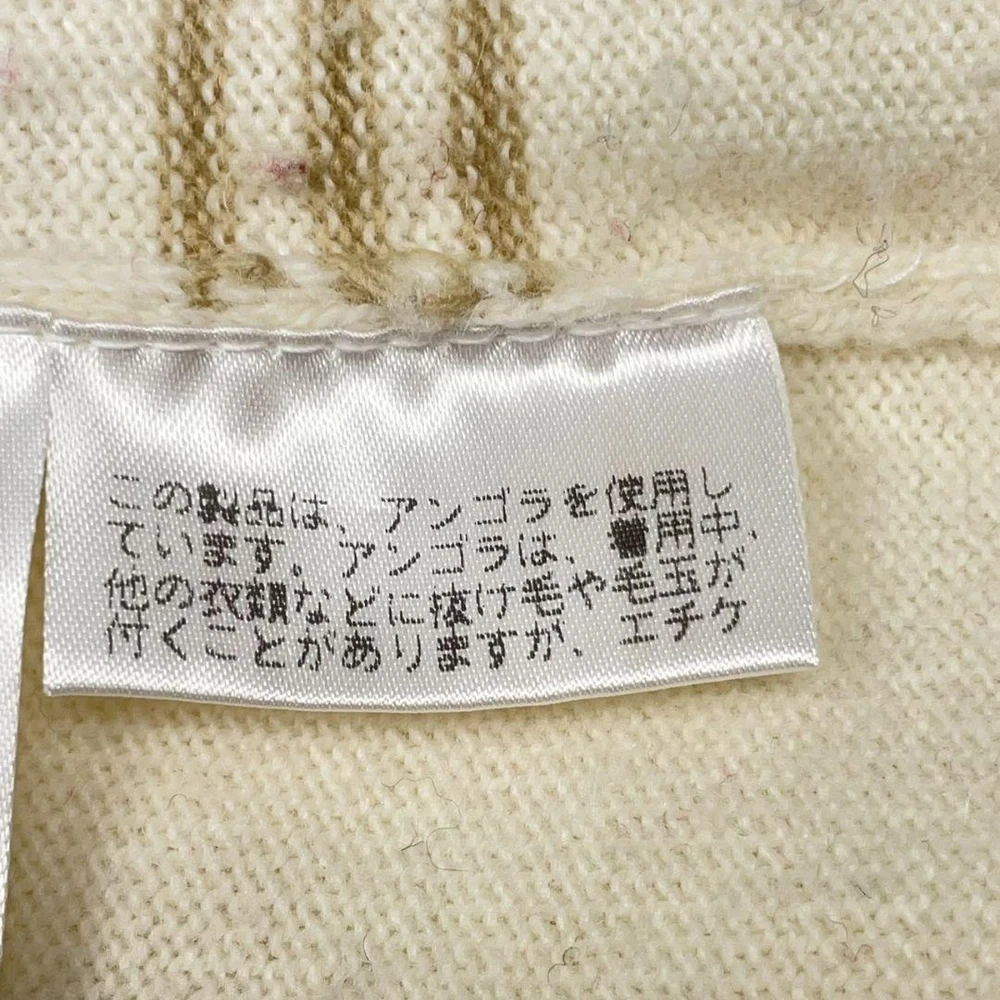 この製品は、アンゴラを使用し
ています。アンゴラは、着用中、
他の衣類などに抜け毛や毛玉が
付くことがありますが、エチケ